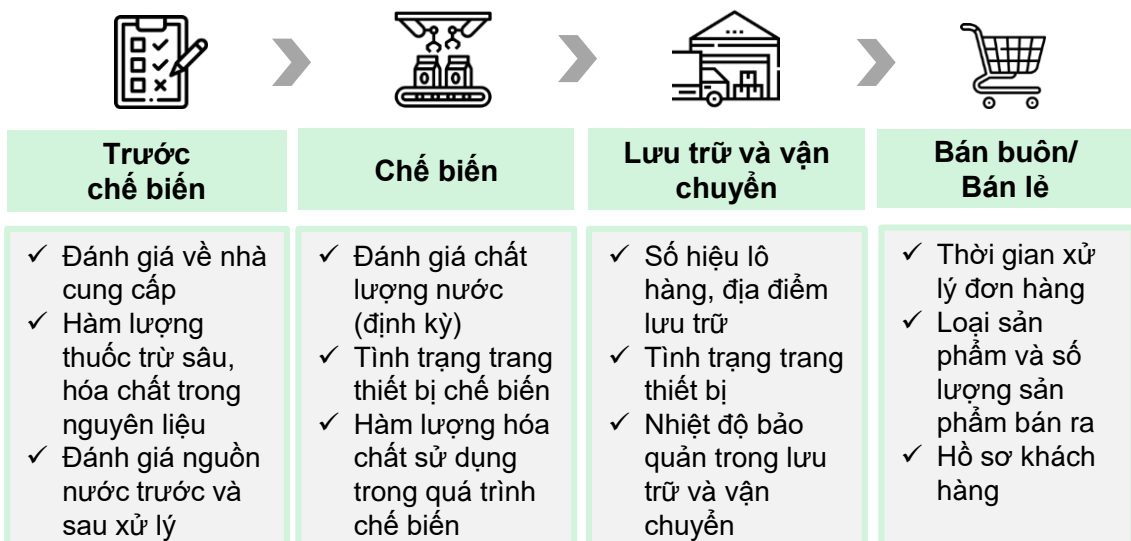 Trước
chế biến
Chế biến
Lưu trữ và vận
chuyển
Bán buôn/
Bán lẻ
✓ Đánh giá về nhà
cung cấp
✓ Hàm lượng
thuốc trừ sâu,
hóa chất trong
nguyên liệu
✓ Đánh giá nguồn
nước trước và
sau xử lý
✓ Đánh giá chất
lượng nước
(định kỳ)
✓ Tình trạng trang
thiết bị chế biến
✓ Hàm lượng hóa
chất sử dụng
trong quá trình
chế biến
✓ Số hiệu lô
hàng, địa điểm
lưu trữ
✓ Tình trạng trang
thiết bị
✓ Nhiệt độ bảo
quản trong lưu
trữ và vận
chuyển
✓ Thời gian xử
lý đơn hàng
✓ Loại sản
phẩm và số
lượng sản
phẩm bán ra
✓ Hồ sơ khách
hàng